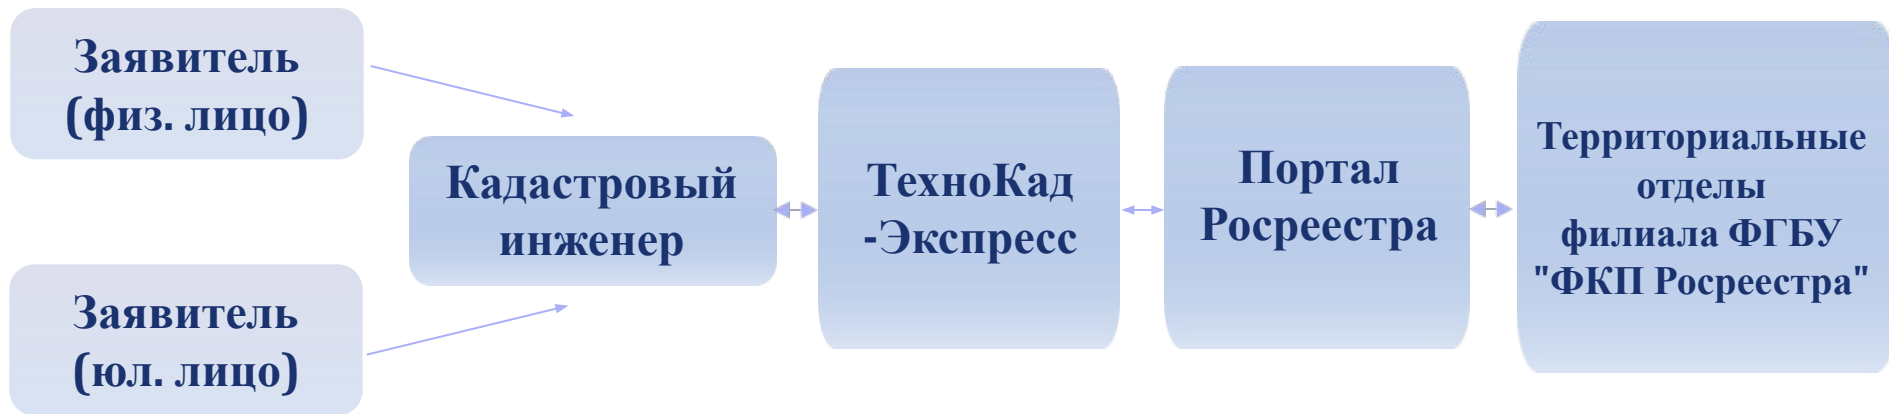 Заявитель
(физ. лицо)
Заявитель
(юл. лицо)
Кадастровый
инженер
ТехноКад
-Экспресс
Портал
Росреестра
Территориальные
отделы
филиала ФГБУ
"ФКП Росреестра"